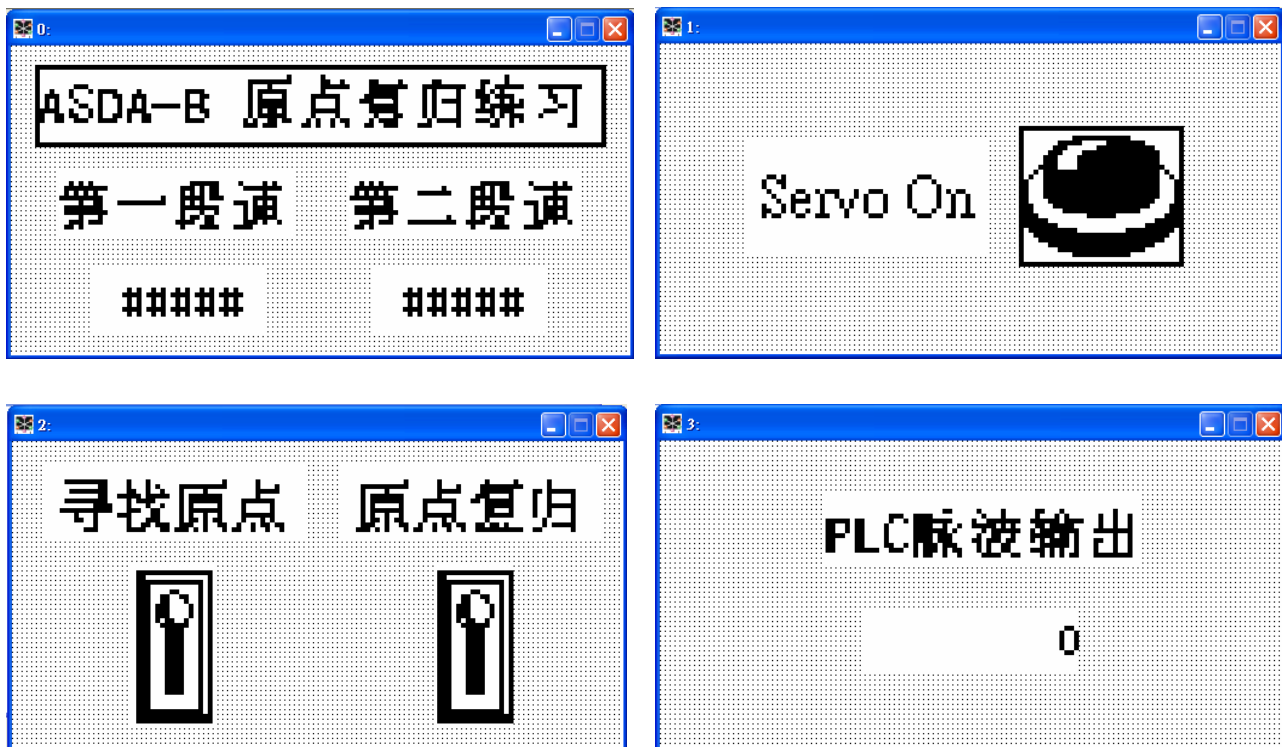 0:
ASDA-B 原点复归练习
第一段速 第二段速
##### #####
1:
Servo On
2:
寻找原点 原点复归
3:
PLC脉波输出
0